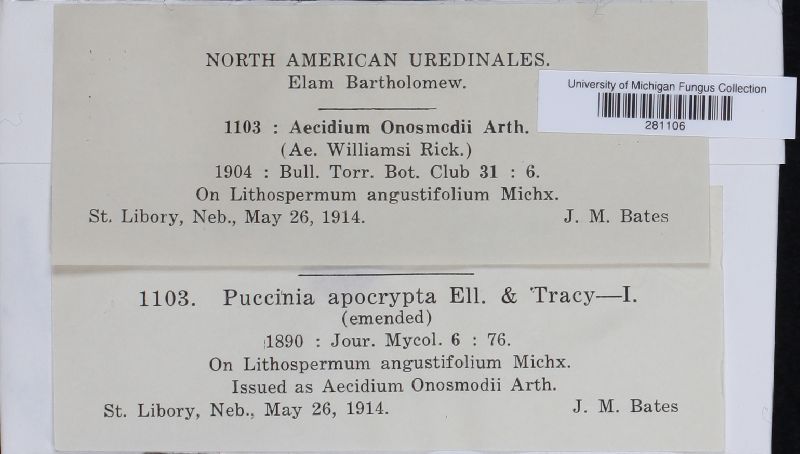 NORTH AMERICAN UREDINALES.
Elam Bartholomew.
University of Michigan Fungus Collection
281106
1103 : Aecidium Onosmodii Arth.
(Ae. Williamsi Rick.)
1904 : Bull. Torr. Bot. Club 31 : 6.
On Lithospermum angustifolium Michx.
St. Libory, Neb., May 26, 1914. J. M. Bates
1103. Puccinia apocrypta Ell. & Tracy—I.
(emended)
1890 : Jour. Mycol. 6 : 76.
On Lithospermum angustifolium Michx.
Issued as Aecidium Onosmodii Arth.
St. Libory, Neb., May 26, 1914. J. M. Bates